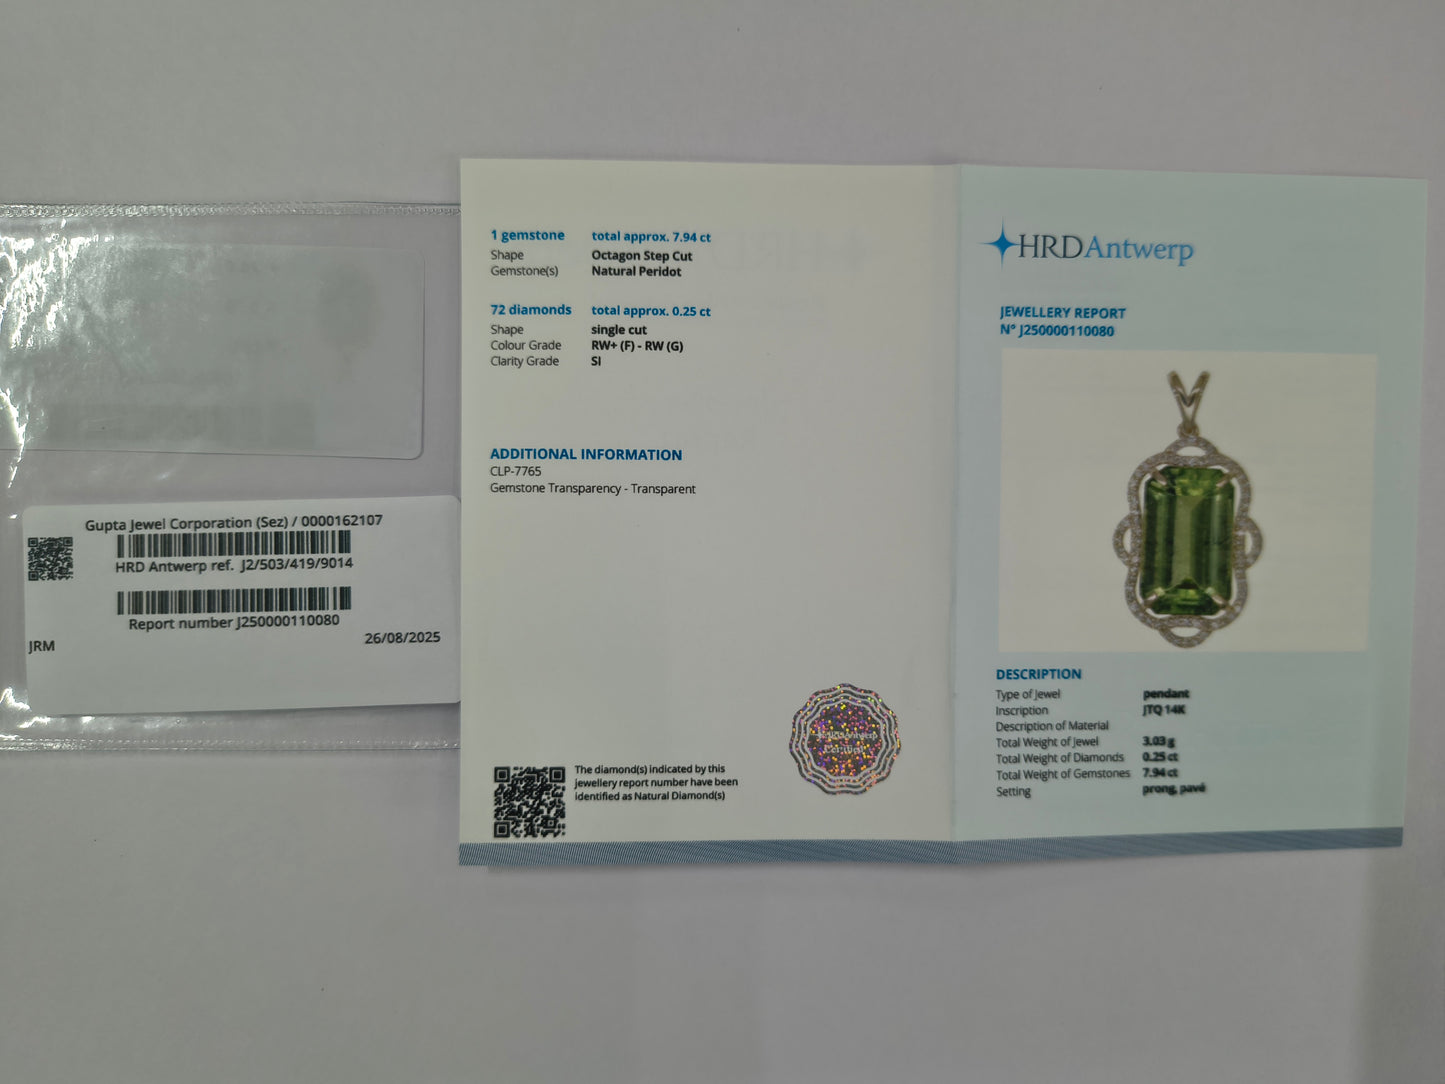 Gupta Jewel Corporation (Sez) / 0000162107
HRD Antwerp ref. J2/503/419/9014
Report number J250000110080
JRM
26/08/2025
1 gemstone total approx. 7.94 ct
Shape Octagon Step Cut
Gemstone(s) Natural Peridot
72 diamonds total approx. 0.25 ct
Shape single cut
Colour Grade RW+ (F) - RW (G)
Clarity Grade SI
ADDITIONAL INFORMATION
CLP-7765
Gemstone Transparency - Transparent
The diamond(s) indicated by this
jewellery report number have been
identified as Natural Diamond(s)
HRD Antwerp
JEWELLERY REPORT
N° J250000110080
DESCRIPTION
Type of Jewel pendant
Inscription JTQ 14K
Description of Material
Total Weight of Jewel 3.03 g
Total Weight of Diamonds 0.25 ct
Total Weight of Gemstones 7.94 ct
Setting prong, pavé